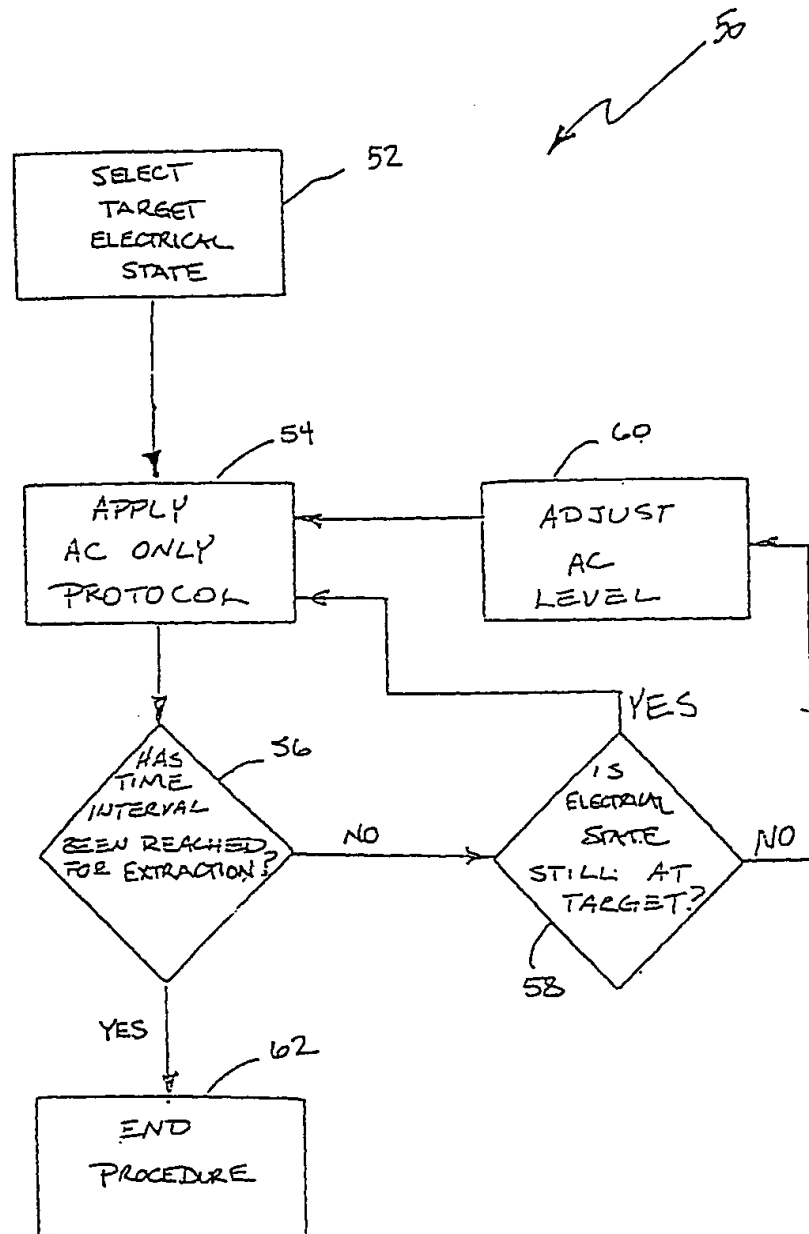 50
SELECT
TARGET
ELECTRICAL
STATE
52
54
APPLY
AC ONLY
PROTOCOL
60
ADJUST
AC
LEVEL
YES
HAS
TIME
INTERVAL
BEEN REACHED
FOR EXTRACTION?
56
NO
IS
ELECTRICAL
STATE
STILL AT
TARGET?
NO
58
YES
62
END
PROCEDURE